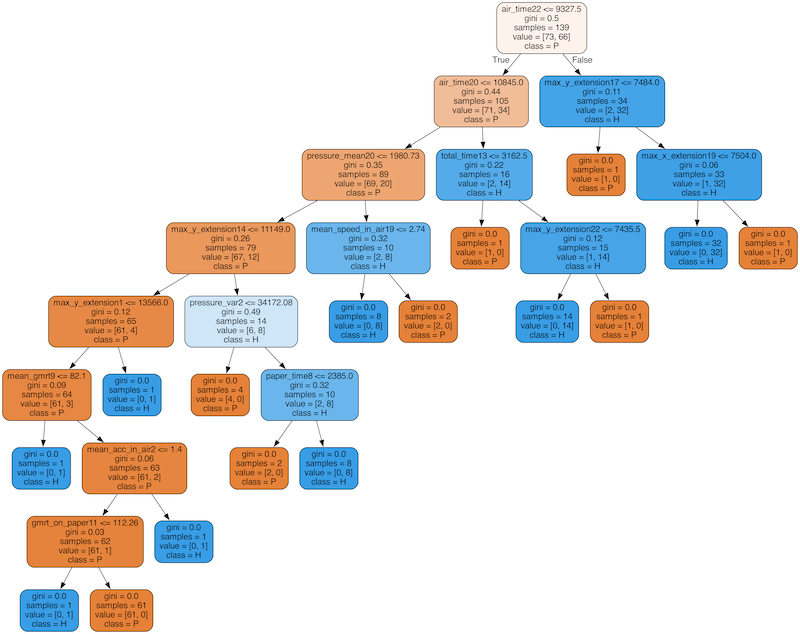 air_time22 <= 9327.5
gini = 0.5
samples = 139
value = [73, 66]
class = P
True
False
air_time20 <= 10845.0
gini = 0.44
samples = 105
value = [71, 34]
class = P
max_y_extension17 <= 7484.0
gini = 0.11
samples = 34
value = [2, 32]
class = H
pressure_mean20 <= 1980.73
gini = 0.35
samples = 89
value = [69, 20]
class = P
total_time13 <= 3162.5
gini = 0.22
samples = 16
value = [2, 14]
class = H
gini = 0.0
samples = 1
value = [1, 0]
class = P
max_x_extension19 <= 7504.0
gini = 0.06
samples = 33
value = [1, 32]
class = H
max_y_extension14 <= 11149.0
gini = 0.26
samples = 79
value = [67, 12]
class = P
mean_speed_in_air19 <= 2.74
gini = 0.32
samples = 10
value = [2, 8]
class = H
gini = 0.0
samples = 1
value = [1, 0]
class = P
max_y_extension22 <= 7435.5
gini = 0.12
samples = 15
value = [1, 14]
class = H
gini = 0.0
samples = 32
value = [0, 32]
class = H
gini = 0.0
samples = 1
value = [1, 0]
class = P
max_y_extension1 <= 13566.0
gini = 0.12
samples = 65
value = [61, 4]
class = P
pressure_var2 <= 34172.08
gini = 0.49
samples = 14
value = [6, 8]
class = H
gini = 0.0
samples = 8
value = [0, 8]
class = H
gini = 0.0
samples = 2
value = [2, 0]
class = P
gini = 0.0
samples = 14
value = [0, 14]
class = H
gini = 0.0
samples = 1
value = [1, 0]
class = P
mean_gmrt9 <= 82.1
gini = 0.09
samples = 64
value = [61, 3]
class = P
gini = 0.0
samples = 1
value = [0, 1]
class = H
gini = 0.0
samples = 4
value = [4, 0]
class = P
paper_time8 <= 2385.0
gini = 0.32
samples = 10
value = [2, 8]
class = H
gini = 0.0
samples = 1
value = [0, 1]
class = H
mean_acc_in_air2 <= 1.4
gini = 0.06
samples = 63
value = [61, 2]
class = P
gini = 0.0
samples = 2
value = [2, 0]
class = P
gini = 0.0
samples = 8
value = [0, 8]
class = H
gmrt_on_paper11 <= 112.26
gini = 0.03
samples = 62
value = [61, 1]
class = P
gini = 0.0
samples = 1
value = [0, 1]
class = H
gini = 0.0
samples = 1
value = [0, 1]
class = H
gini = 0.0
samples = 61
value = [61, 0]
class = P